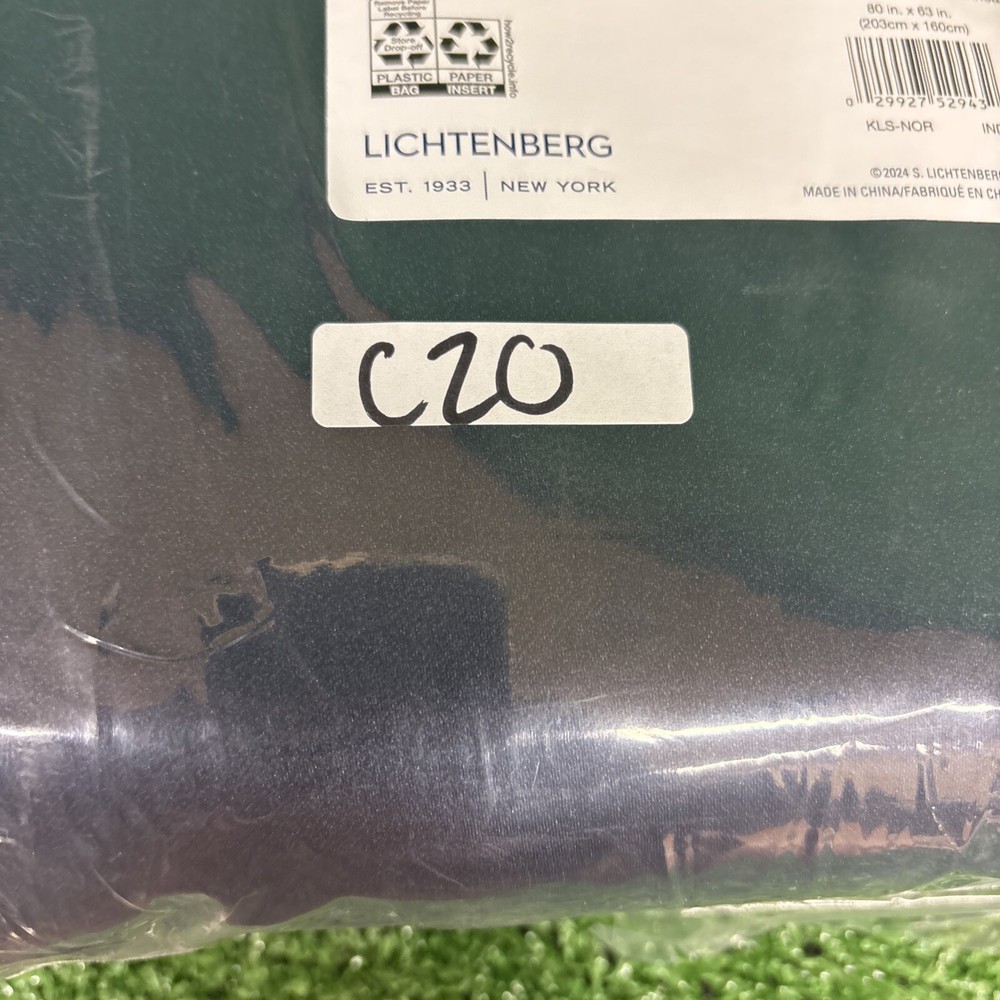 Remove Paper
Label Before
Recycling
Store
Drop-off
PLASTIC
PAPER
BAG
INSERT
how2recycle.info
LICHTENBERG
EST. 1933 | NEW YORK
80 in. x 63 in.
(203cm x 160cm)
0 29927 52943
KLS-NOR
©2024 S. LICHTENBERG
MADE IN CHINA/FABRIQUÉ EN CH
C20